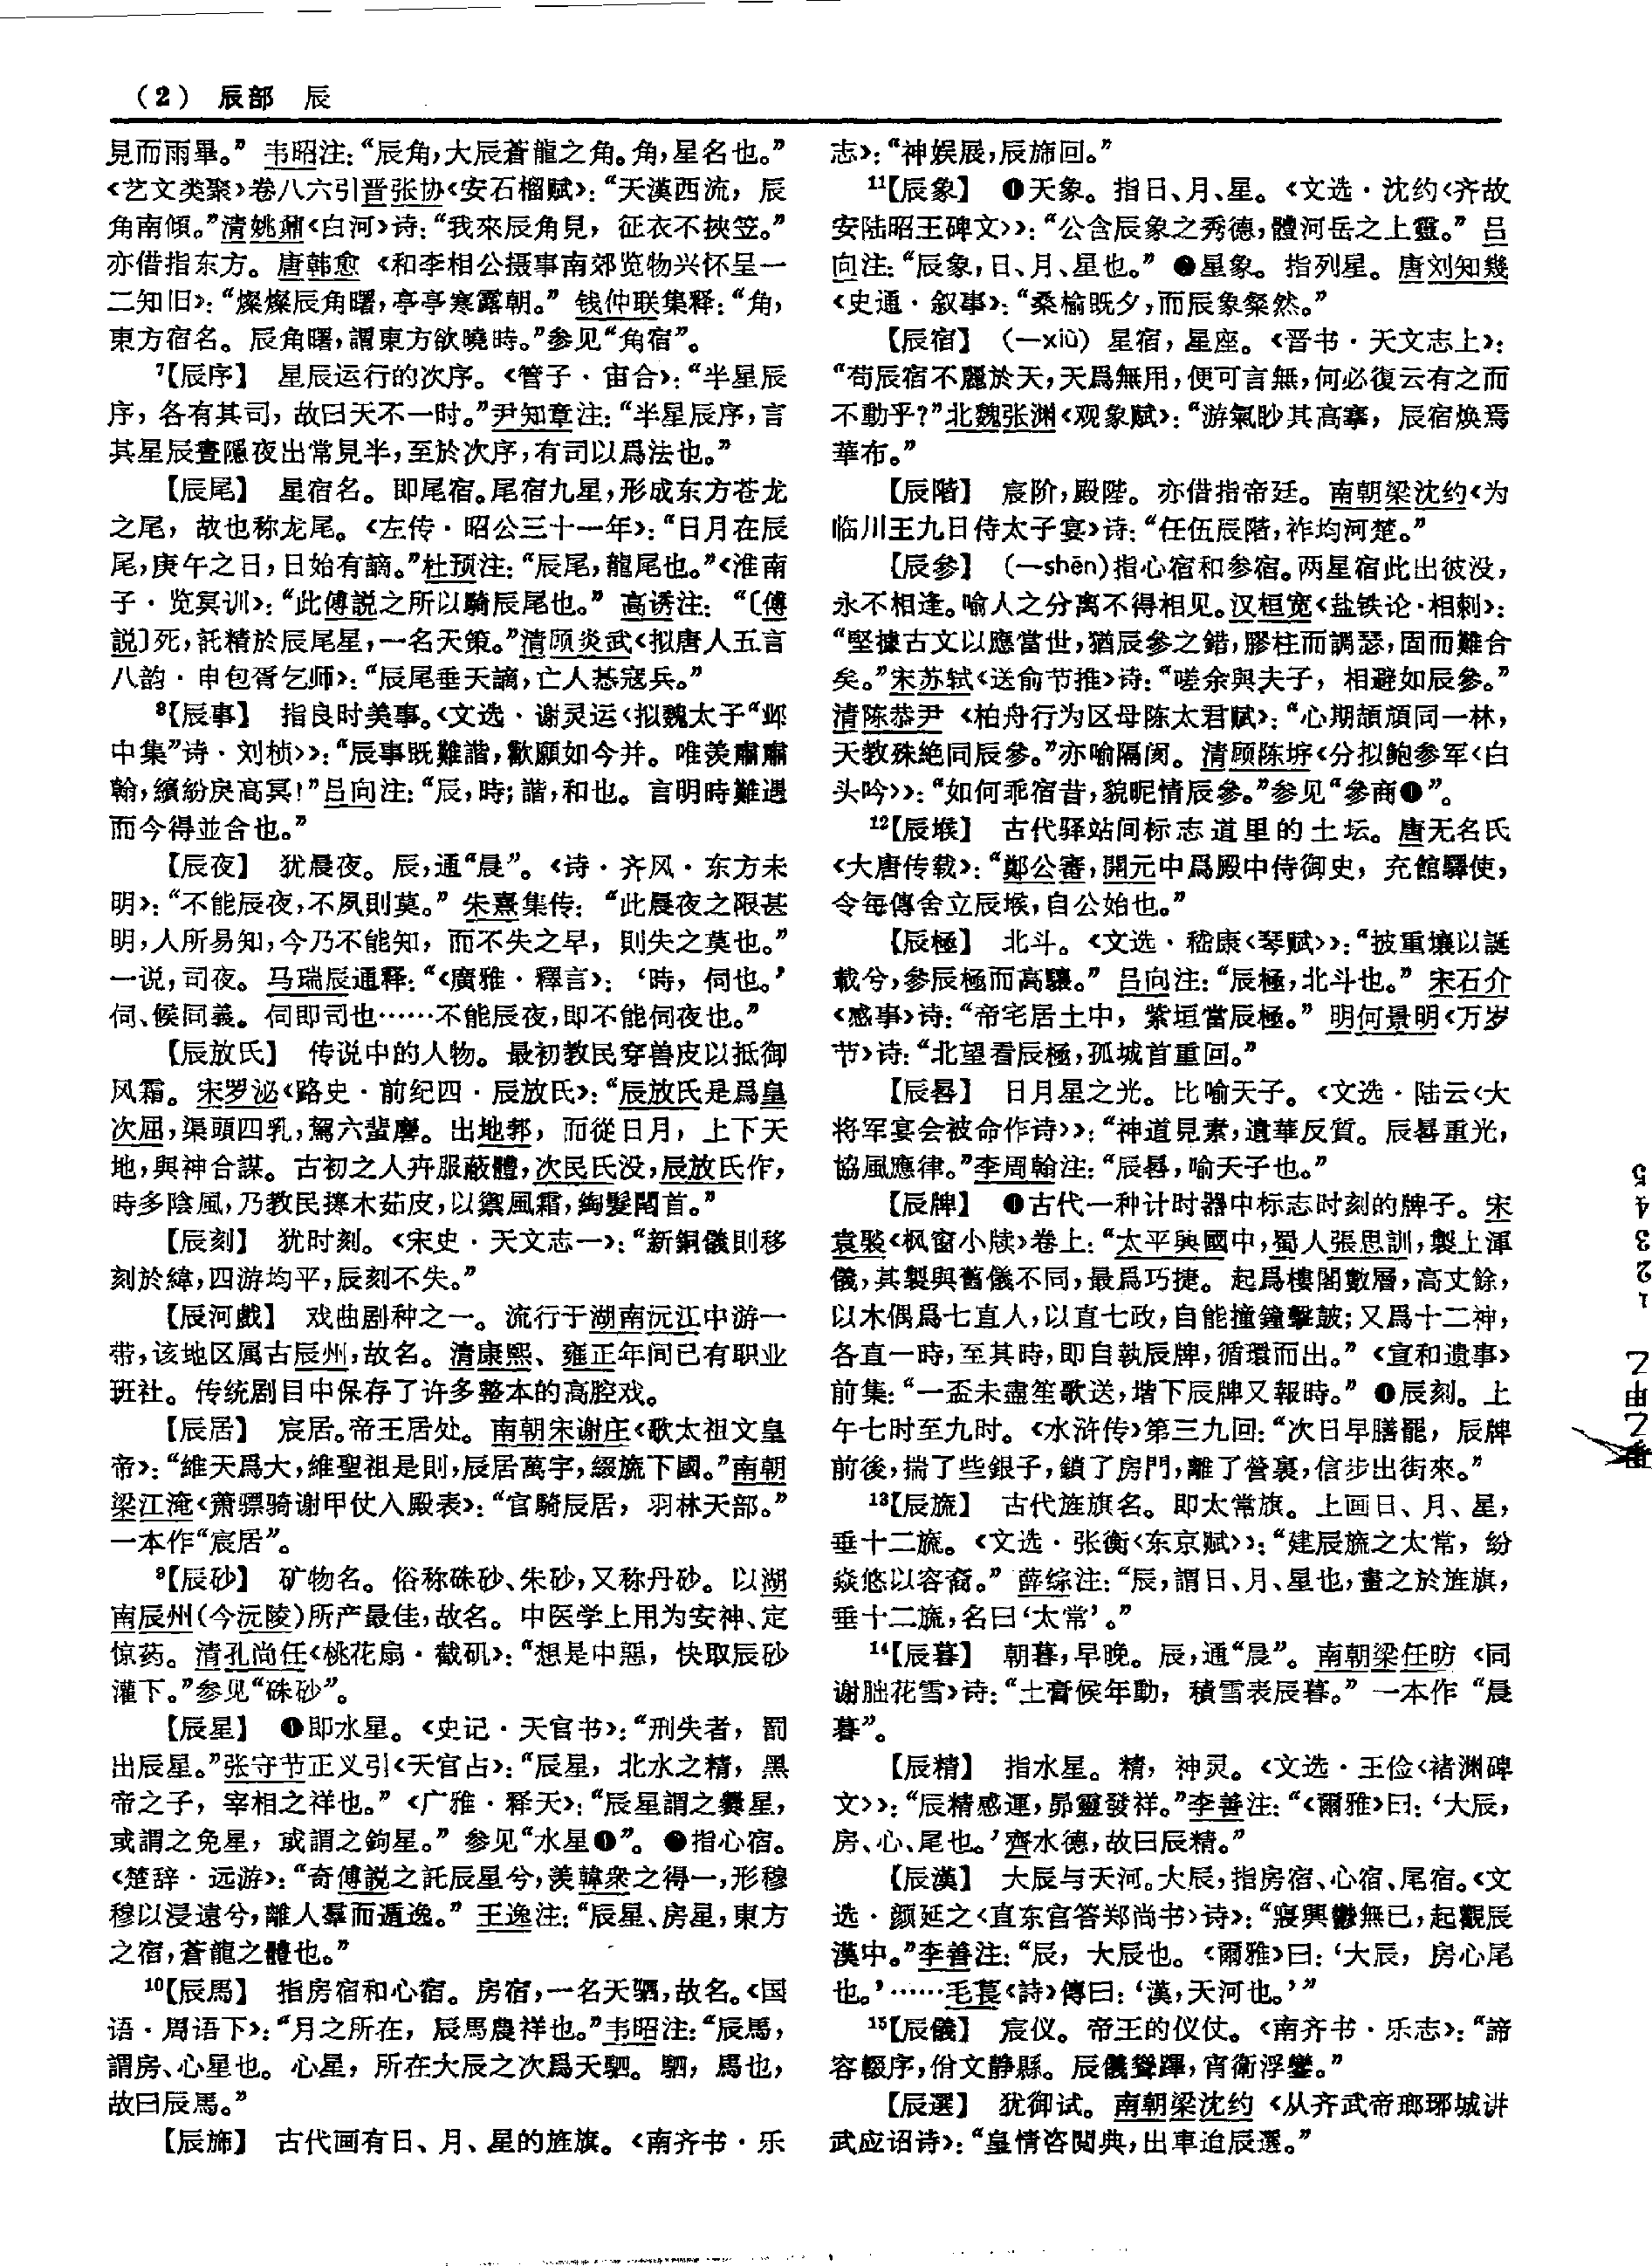 （2） 辰部 辰
見而雨畢。” 韦昭注：“辰角，大辰蒼龍之角。角，星名也。”
《艺文类聚》卷八六引晋张协《安石榴赋》：“天漢西流，辰
角南傾。”清姚鼐《白河》诗：“我來辰角見，征衣不挾笠。”
亦借指东方。唐韩愈《和李相公摄事南郊览物兴怀呈一
二知旧》：“燦燦辰角曙，亭亭寒露朝。” 钱仲联集释：“角，
東方宿名。辰角曙，謂東方欲曉時。”参见“角宿”。
7【辰序】 星辰运行的次序。《管子·宙合》：“半星辰
序，各有其司，故曰天不一时。”尹知章注：“半星辰序，言
其星辰晝隱夜出常見半，至於次序，有司以爲法也。”
【辰尾】 星宿名。即尾宿。尾宿九星，形成东方苍龙
之尾，故也称龙尾。《左传·昭公三十一年》：“日月在辰
尾，庚午之日，日始有謫。”杜预注：“辰尾，龍尾也。”《淮南
子·览冥训》：“此傅説之所以騎辰尾也。” 高诱注：“〔傅
説〕死，託精於辰尾星，一名天策。”清顾炎武《拟唐人五言
八韵·申包胥乞师》：“辰尾垂天謫，亡人惎寇兵。”
8【辰事】 指良时美事。《文选·谢灵运〈拟魏太子“邺
中集”诗·刘桢〉》：“辰事既難諧，歡願如今并。唯羨肅肅
翰，繽紛戾高冥！”吕向注：“辰，時；諧，和也。言明時難遇
而今得並合也。”
【辰夜】 犹晨夜。辰，通“晨”。《诗·齐风·东方未
明》：“不能辰夜，不夙則莫。” 朱熹集传：“此晨夜之限甚
明，人所易知，今乃不能知，而不失之早，則失之莫也。”
一说，司夜。马瑞辰通释：“《廣雅·釋言》：‘時，伺也。’
伺、候同義。伺即司也……不能辰夜，即不能伺夜也。”
【辰放氏】 传说中的人物。最初教民穿兽皮以抵御
风霜。宋罗泌《路史·前纪四·辰放氏》：“辰放氏是爲皇
次屈，渠頭四乳，駕六蜚麐。出地郣，而從日月，上下天
地，與神合謀。古初之人卉服蔽體，次民氏没，辰放氏作，
時多陰風，乃教民搴木茹皮，以禦風霜，綯髮閐首。”
【辰刻】 犹时刻。《宋史·天文志一》：“新銅儀則移
刻於緯，四游均平，辰刻不失。”
【辰河戲】 戏曲剧种之一。流行于湖南沅江中游一
带，该地区属古辰州，故名。清康熙、雍正年间已有职业
班社。传统剧目中保存了许多整本的高腔戏。
【辰居】 宸居。帝王居处。南朝宋谢庄《歌太祖文皇
帝》：“維天爲大，維聖祖是則，辰居萬宇，綴旒下國。”南朝
梁江淹《萧骠骑谢甲仗入殿表》：“官騎辰居，羽林天部。”
一本作“宸居”。
9【辰砂】 矿物名。俗称硃砂、朱砂，又称丹砂。以湖
南辰州（今沅陵）所产最佳，故名。中医学上用为安神、定
惊药。清孔尚任《桃花扇·截矶》：“想是中惡，快取辰砂
灌下。”参见“硃砂”。
【辰星】 ❶即水星。《史记·天官书》：“刑失者，罰
出辰星。”张守节正义引《天官占》：“辰星，北水之精，黑
帝之子，宰相之祥也。”《广雅·释天》：“辰星謂之爨星，
或謂之免星，或謂之鉤星。” 参见“水星❶”。 ❷指心宿。
《楚辞·远游》：“奇傅説之託辰星兮，羨韓衆之得一，形穆
穆以浸遠兮，離人羣而遁逸。” 王逸注：“辰星、房星，東方
之宿，蒼龍之體也。”
10【辰馬】 指房宿和心宿。房宿，一名天駟，故名。《国
语·周语下》：“月之所在，辰馬農祥也。”韦昭注：“辰馬，
謂房、心星也。心星，所在大辰之次爲天駟。駟，馬也，
故曰辰馬。”
【辰斾】 古代画有日、月、星的旌旗。《南齐书·乐
志》：“神娱展，辰斾回。”
11【辰象】 ❶天象。指日、月、星。《文选·沈约〈齐故
安陆昭王碑文〉》：“公含辰象之秀德，體河岳之上靈。” 吕
向注：“辰象，日、月、星也。” ❷星象。指列星。唐刘知幾
《史通·叙事》：“桑榆既夕，而辰象粲然。”
【辰宿】（—xiù） 星宿，星座。《晋书·天文志上》：
“苟辰宿不麗於天，天爲無用，便可言無，何必復云有之而
不動乎？”北魏张渊《观象赋》：“游氣眇其高搴，辰宿焕焉
華布。”
【辰階】 宸阶，殿陛。亦借指帝廷。南朝梁沈约《为
临川王九日侍太子宴》诗：“任伍辰階，祚均河楚。”
【辰參】（—shēn）指心宿和参宿。两星宿此出彼没，
永不相逢。喻人之分离不得相见。汉桓宽《盐铁论·相刺》：
“堅據古文以應當世，猶辰參之錯，膠柱而調瑟，固而難合
矣。”宋苏轼《送俞节推》诗：“嗟余與夫子，相避如辰參。”
清陈恭尹《柏舟行为区母陈太君赋》：“心期頡頏同一林，
天教殊絶同辰參。”亦喻隔阂。清顾陈垿《分拟鲍参军〈白
头吟〉》：“如何乖宿昔，貌昵情辰參。”参见“參商❶”。
12【辰堠】 古代驿站间标志道里的土坛。唐无名氏
《大唐传载》：“鄭公審，開元中爲殿中侍御史，充館驛使，
令每傳舍立辰堠，自公始也。”
【辰極】 北斗。《文选·嵇康〈琴赋〉》：“披重壤以誕
載兮，參辰極而高驤。” 吕向注：“辰極，北斗也。” 宋石介
《感事》诗：“帝宅居土中，紫垣當辰極。” 明何景明《万岁
节》诗：“北望看辰極，孤城首重回。”
【辰晷】 日月星之光。比喻天子。《文选·陆云〈大
将军宴会被命作诗〉》：“神道見素，遺華反質。辰晷重光，
協風應律。”李周翰注：“辰晷，喻天子也。”
【辰牌】 ❶古代一种计时器中标志时刻的牌子。宋
袁褧《枫窗小牍》卷上：“太平興國中，蜀人張思訓，製上渾
儀，其製與舊儀不同，最爲巧捷。起爲樓閣數層，高丈餘，
以木偶爲七直人，以直七政，自能撞鐘擊鼓；又爲十二神，
各直一時，至其時，即自執辰牌，循環而出。”《宣和遗事》
前集：“一盃未盡笙歌送，堦下辰牌又報時。” ❶辰刻。上
午七时至九时。《水浒传》第三九回：“次日早膳罷，辰牌
前後，揣了些銀子，鎖了房門，離了營裏，信步出街來。”
13【辰旒】 古代旌旗名。即太常旗。上画日、月、星，
垂十二旒。《文选·张衡〈东京赋〉》：“建辰旒之太常，纷
焱悠以容裔。” 薛综注：“辰，謂日、月、星也，畫之於旌旗，
垂十二旒，名曰‘太常’。”
14【辰暮】 朝暮，早晚。辰，通“晨”。南朝梁任昉《同
谢朏花雪》诗：“土膏候年動，積雪表辰暮。” 一本作“晨
暮”。
【辰精】 指水星。精，神灵。《文选·王俭〈褚渊碑
文〉》：“辰精感運，昴靈發祥。”李善注：“《爾雅》曰：‘大辰，
房、心、尾也。’齊水德，故曰辰精。”
【辰漢】 大辰与天河。大辰，指房宿、心宿、尾宿。《文
选·颜延之〈直东宫答郑尚书〉诗》：“寢興鬱無已，起觀辰
漢中。”李善注：“辰，大辰也。《爾雅》曰：‘大辰，房心尾
也。’……毛萇《詩》傳曰：‘漢，天河也。’”
15【辰儀】 宸仪。帝王的仪仗。《南齐书·乐志》：“諦
容輟序，佾文静縣。辰儀聳蹕，宵衛浮鑾。”
【辰選】 犹御试。南朝梁沈约《从齐武帝瑯琊城讲
武应诏诗》：“皇情咨閲典，出車迨辰選。”